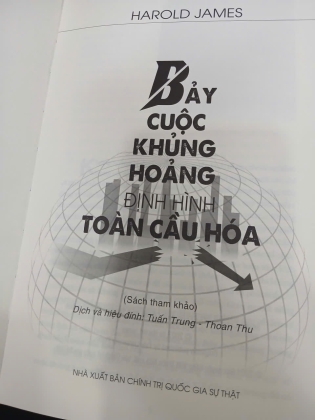 HAROLD JAMES
BẢY
CUỘC
KHỦNG
HOẢNG
ĐỊNH HÌNH
TOÀN CẦU HÓA
(Sách tham khảo)
Dịch và hiệu đính: Tuấn Trung - Thoan Thu
NHÀ XUẤT BẢN CHÍNH TRỊ QUỐC GIA SỰ THẬT